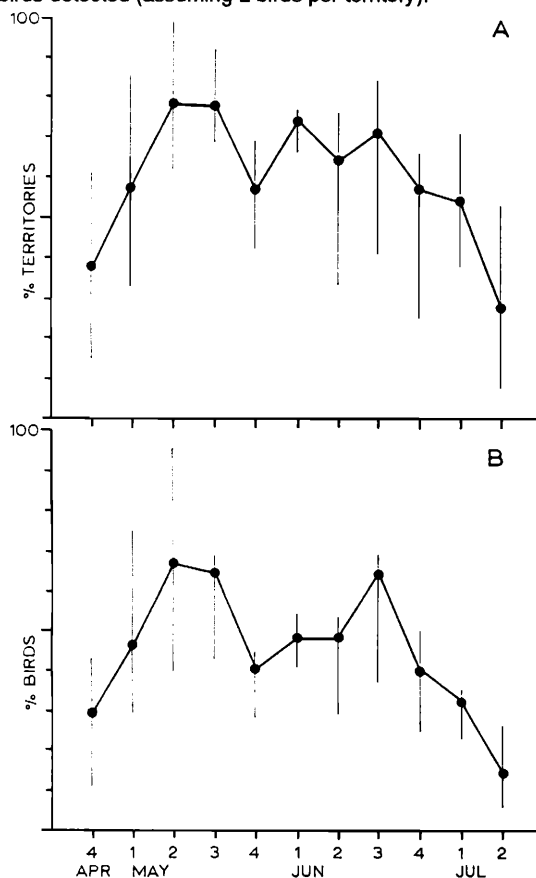 birds detected (assuming 2 birds per territory).
100
A
% TERRITORIES
100
B
% BIRDS
4 1 2 3 4 1 2 3 4 1 2
APR MAY JUN JUL